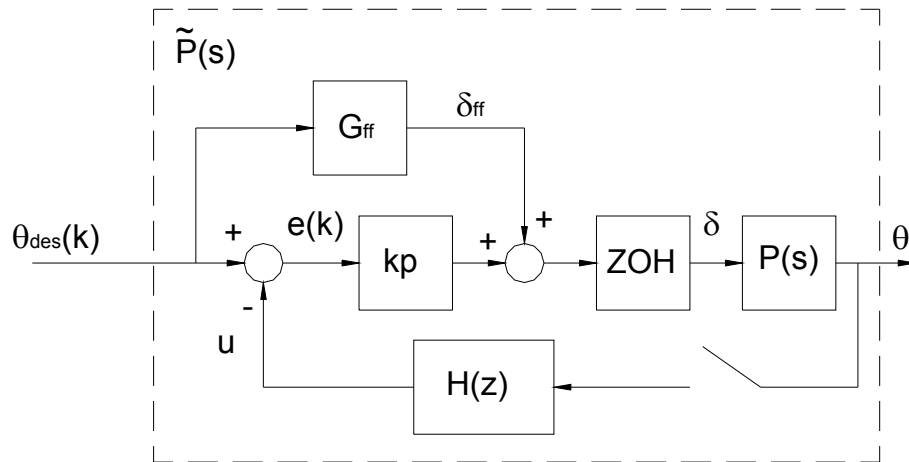 P̃(s)
Gff
δff
θdes(k)
+
e(k)
kp
+
+
ZOH
δ
P(s)
θ
-
u
H(z)